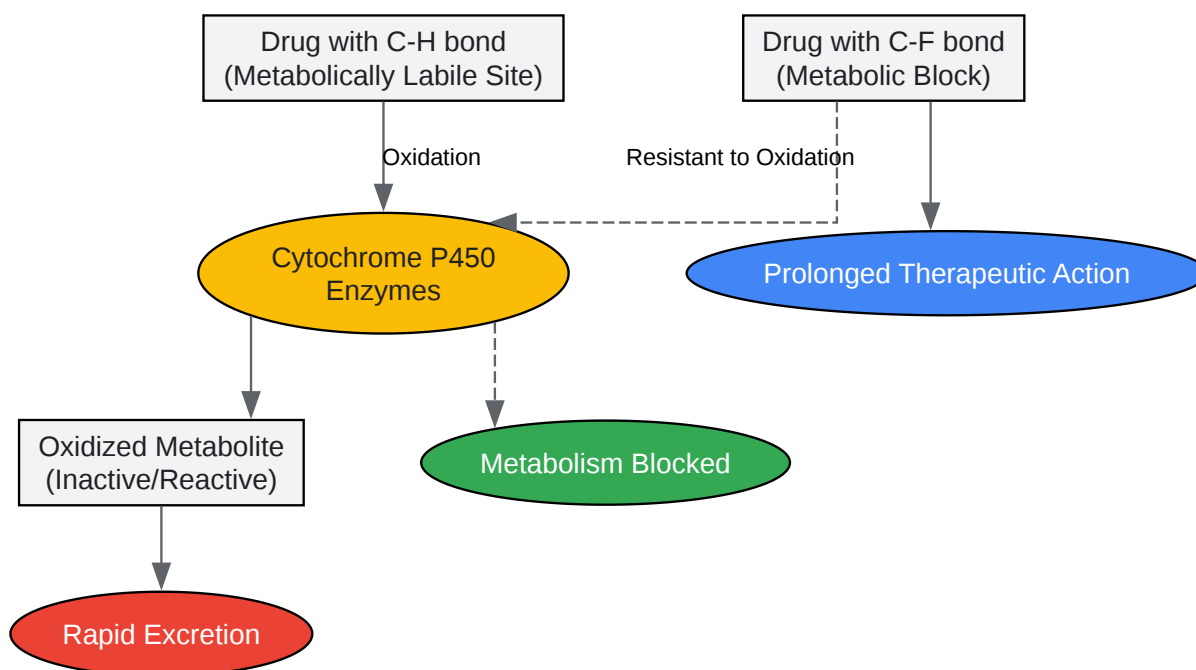 Drug with C-H bond
(Metabolically Labile Site)
Drug with C-F bond
(Metabolic Block)
Oxidation
Resistant to Oxidation
Cytochrome P450
Enzymes
Prolonged Therapeutic Action
Oxidized Metabolite
(Inactive/Reactive)
Metabolism Blocked
Rapid Excretion